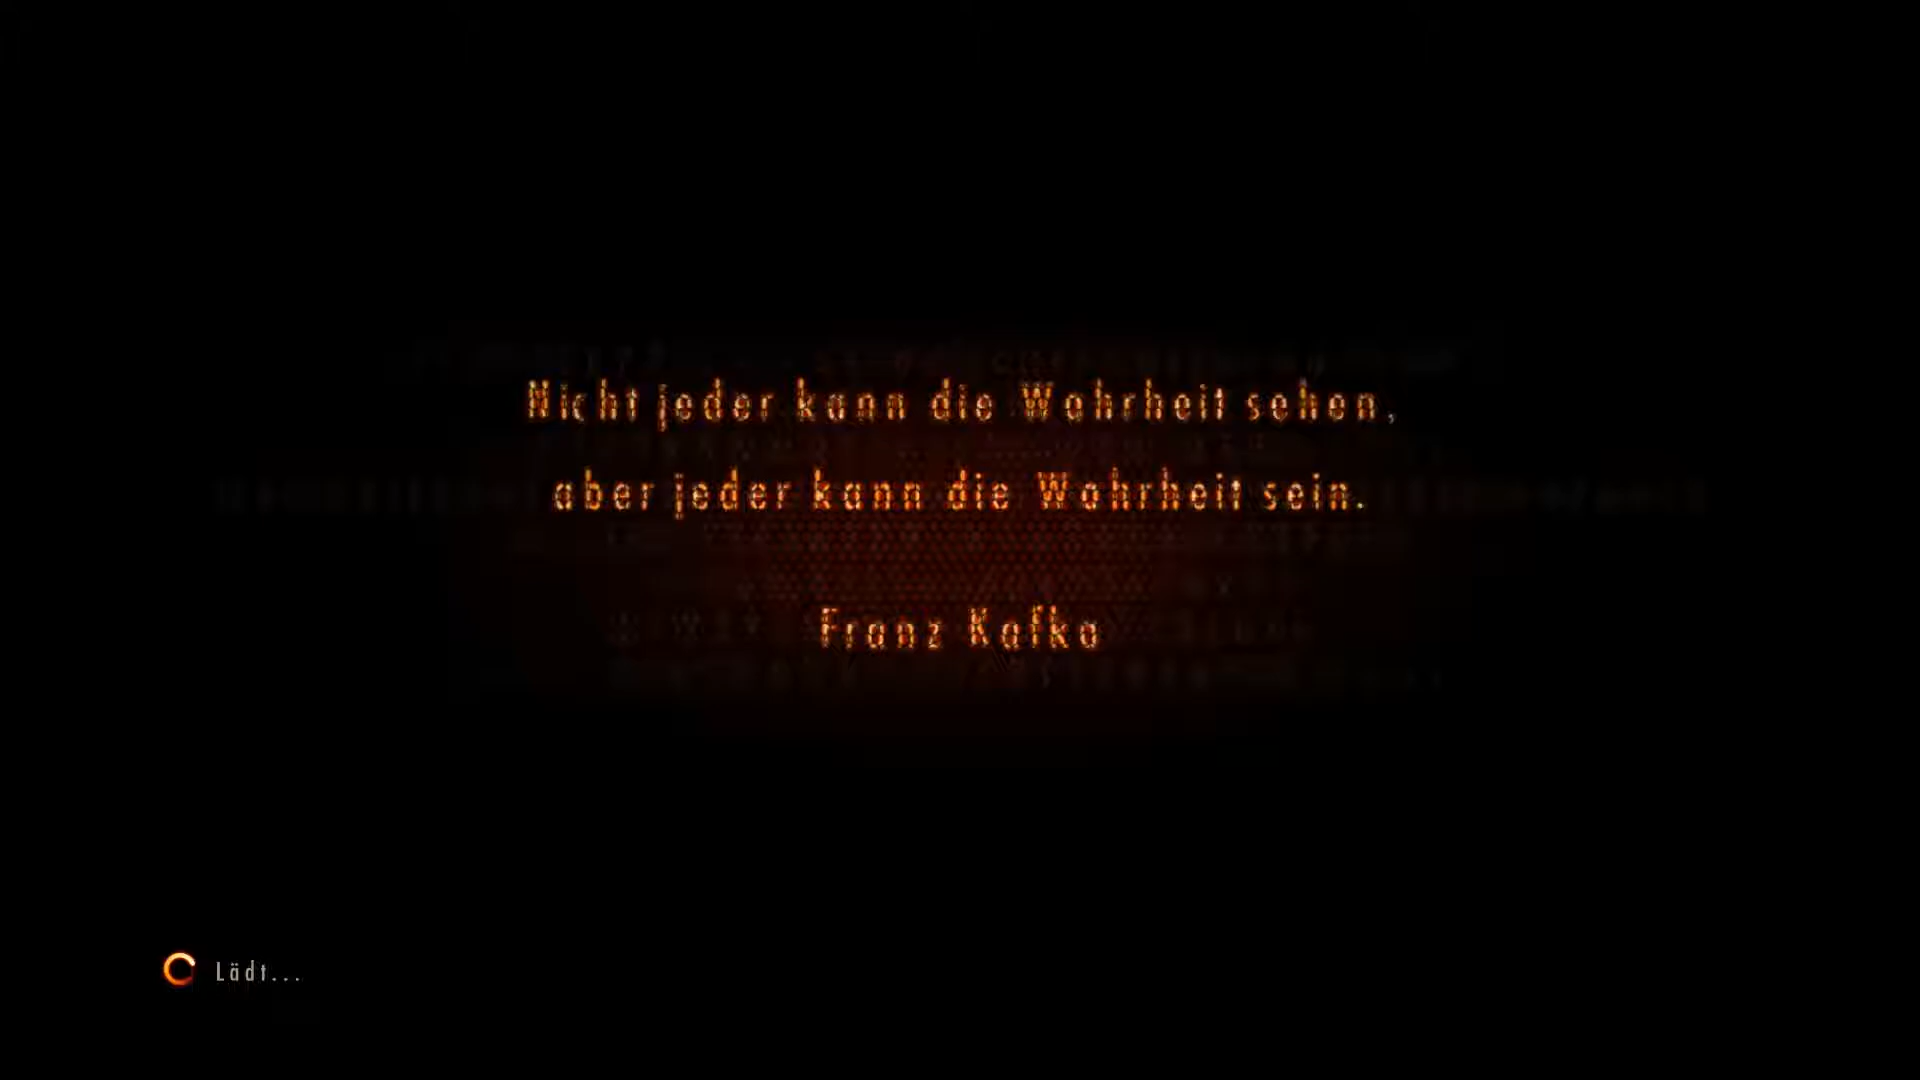 Nicht jeder kann die Wahrheit sehen,
aber jeder kann die Wahrheit sein.
Franz Kafka
Lädt...